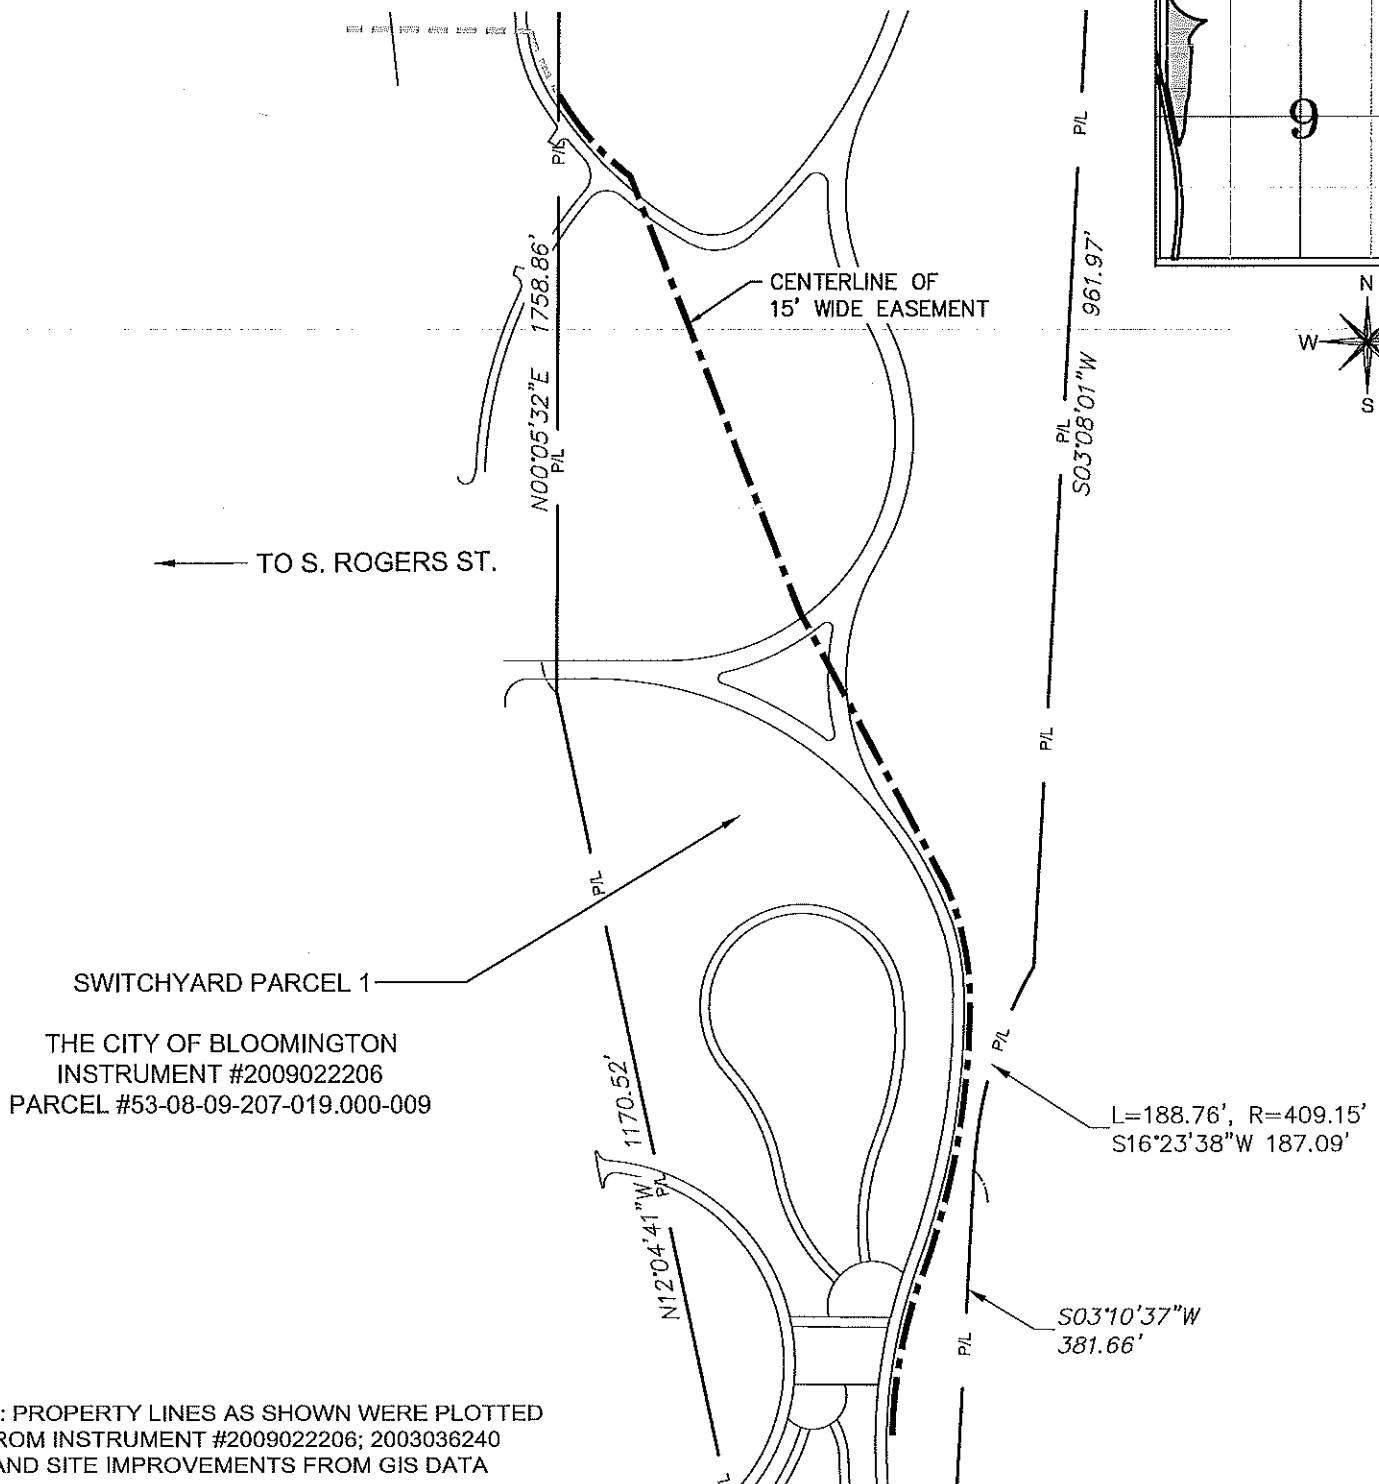 9
N
W
S
P/L
P/L
CENTERLINE OF
15' WIDE EASEMENT
N00°05'32"E 1758.86'
P/L
S03°08'01"W 961.97'
P/L
TO S. ROGERS ST.
P/L
P/L
SWITCHYARD PARCEL 1
THE CITY OF BLOOMINGTON
INSTRUMENT #2009022206
PARCEL #53-08-09-207-019.000-009
P/L
L=188.76', R=409.15'
S16°23'38"W 187.09'
N12°04'41"W 1170.52'
P/L
S03°10'37"W
381.66'
P/L
: PROPERTY LINES AS SHOWN WERE PLOTTED
ROM INSTRUMENT #2009022206; 2003036240
AND SITE IMPROVEMENTS FROM GIS DATA